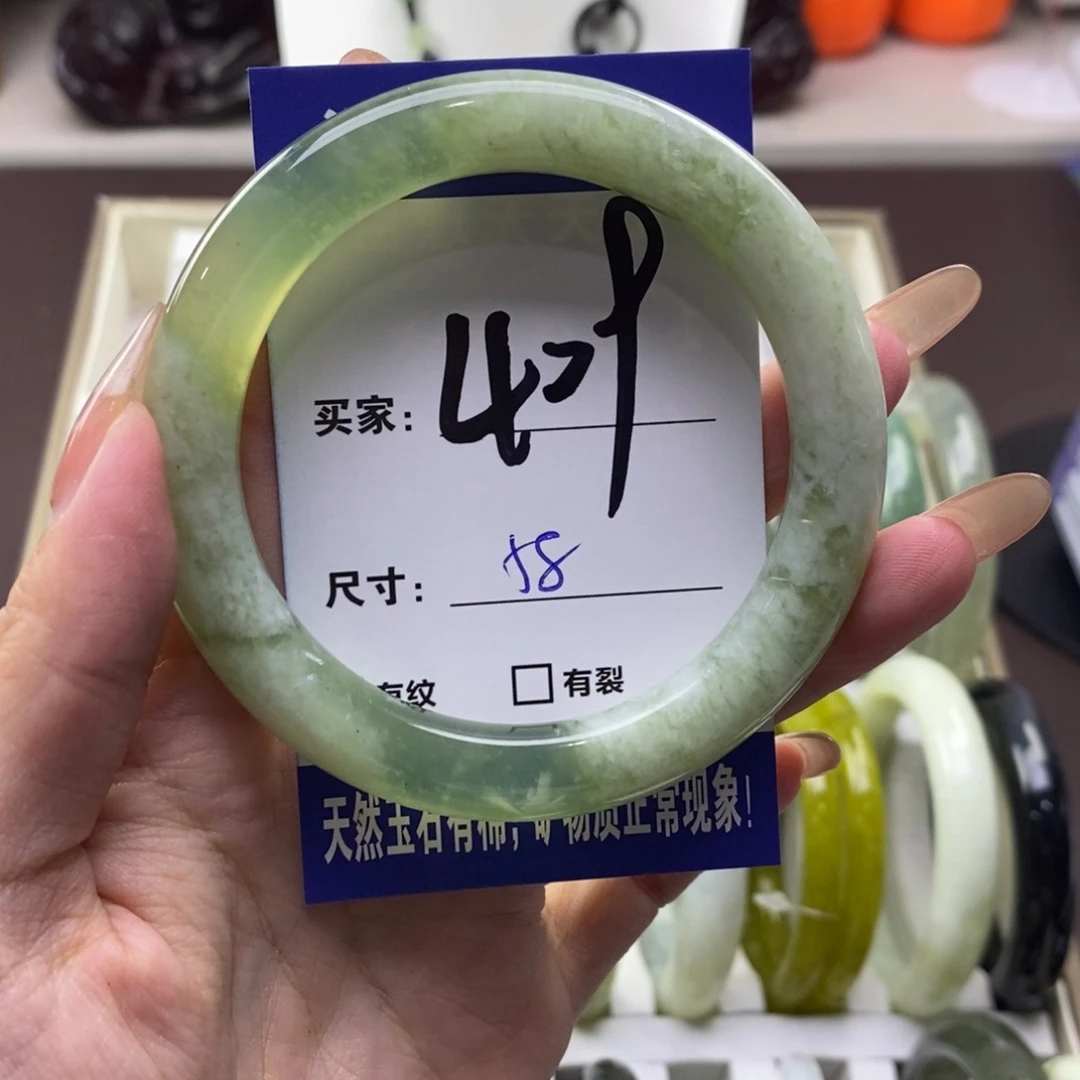 买家：
尺寸： 58
有纹 □有裂
天然玉石有棉，矿物质正常现象！